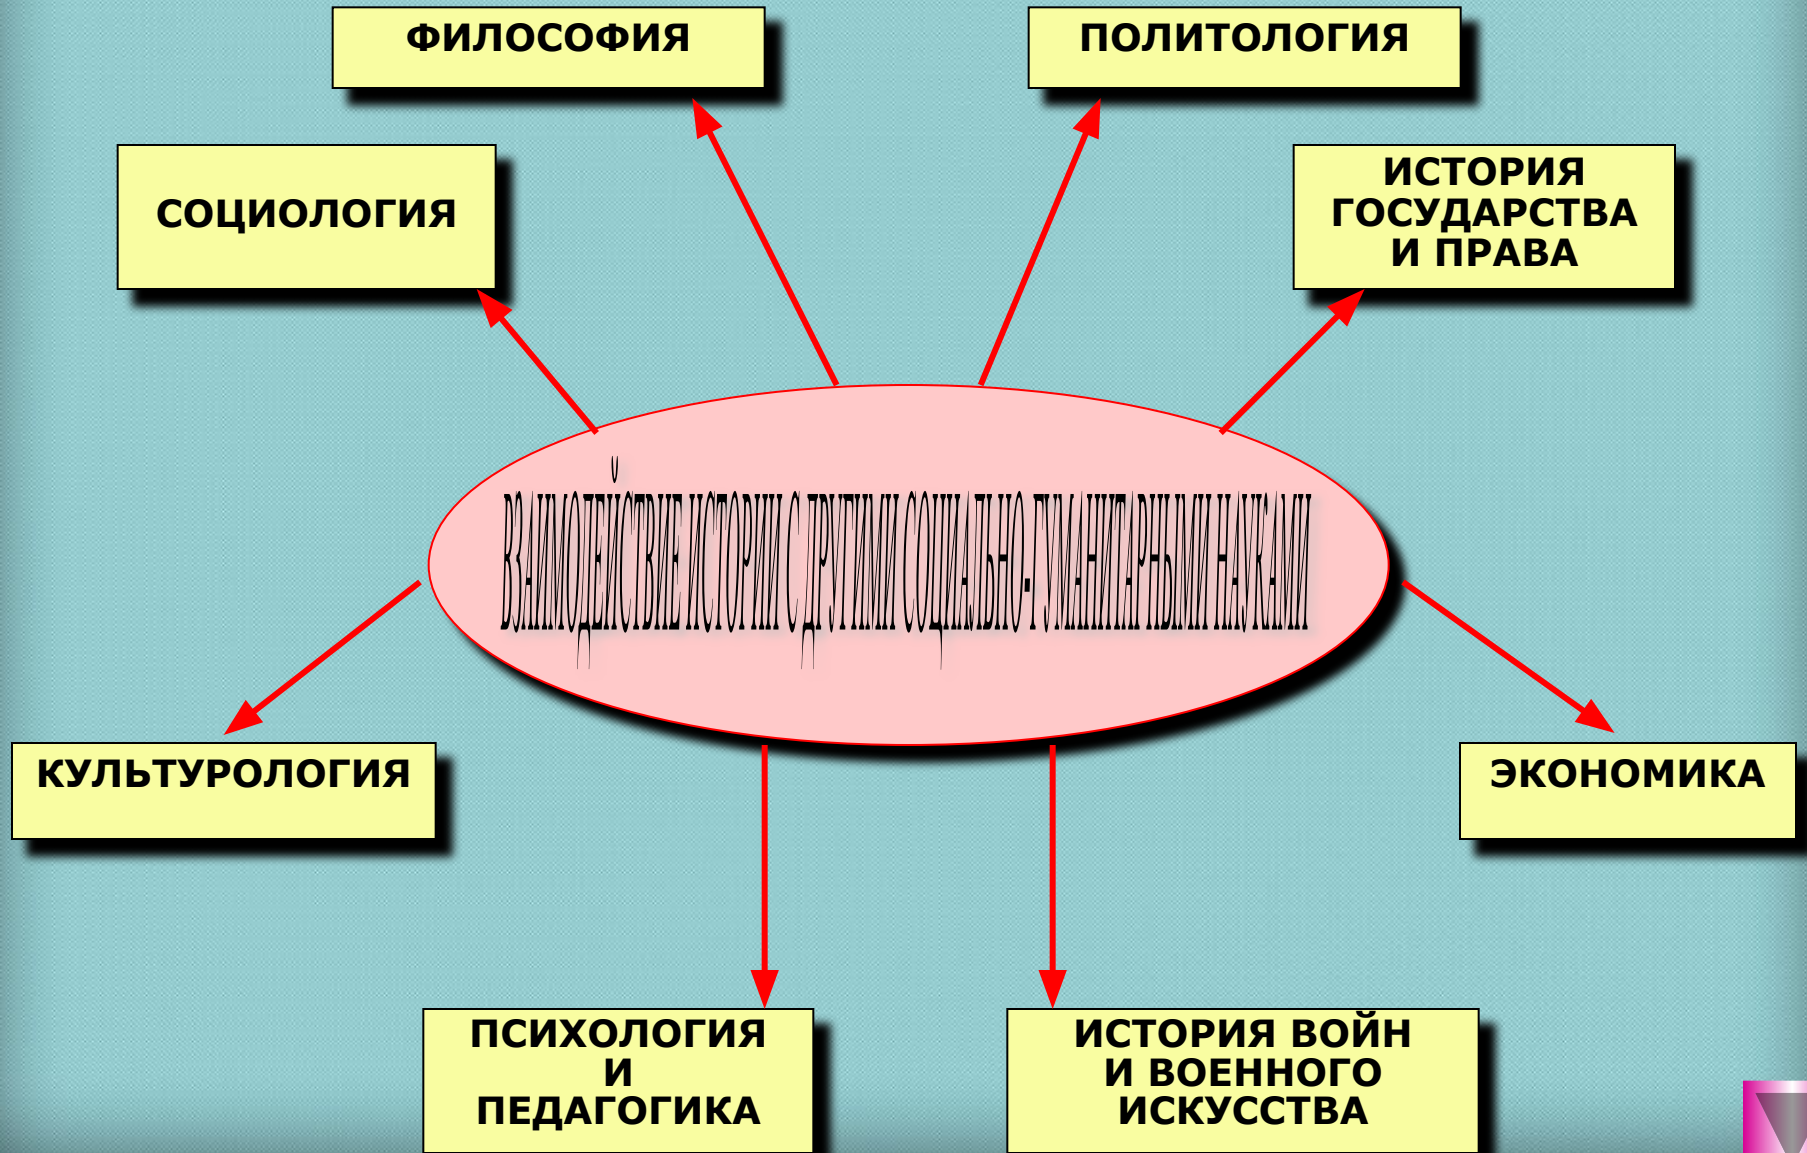 ФИЛОСОФИЯ
ПОЛИТОЛОГИЯ
СОЦИОЛОГИЯ
ИСТОРИЯ
ГОСУДАРСТВА
И ПРАВА
ВЗАИМОДЕЙСТВИЕ ИСТОРИИ С ДРУГИМИ СОЦИАЛЬНО-ГУМАНИТАРНЫМИ НАУКАМИ
КУЛЬТУРОЛОГИЯ
ЭКОНОМИКА
ПСИХОЛОГИЯ
И
ПЕДАГОГИКА
ИСТОРИЯ ВОЙН
И ВОЕННОГО
ИСКУССТВА